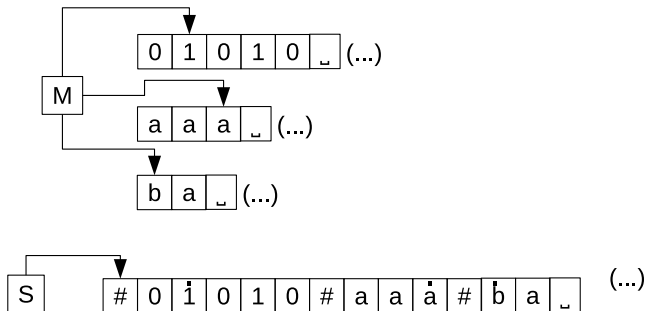 0 1 0 1 0 ␣ (...)
M
a a a ␣ (...)
b a ␣ (...)
S # 0 1̇ 0 1 0 # a a ȧ # ḃ a ␣ (...)